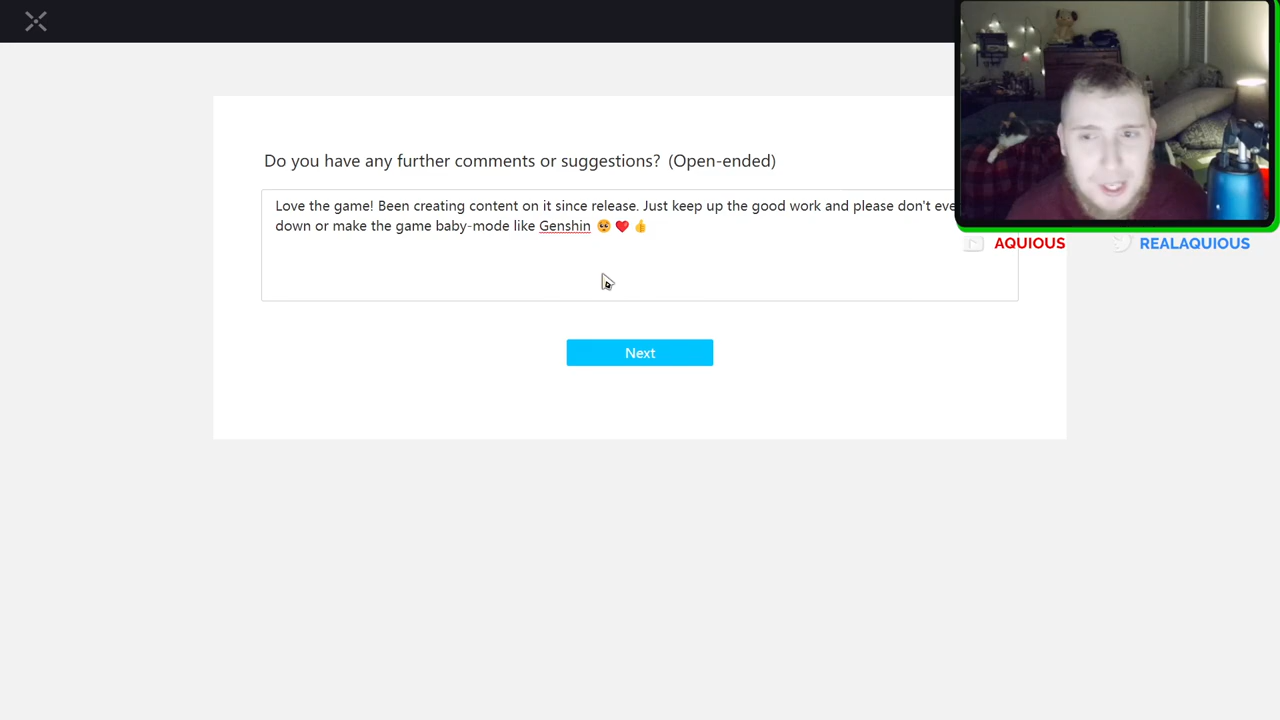 Do you have any further comments or suggestions? (Open-ended)
Love the game! Been creating content on it since release. Just keep up the good work and please don't
down or make the game baby-mode like Genshin 🥺 ❤️ 👍
Next
AQUIOUS
REALAQUIOUS